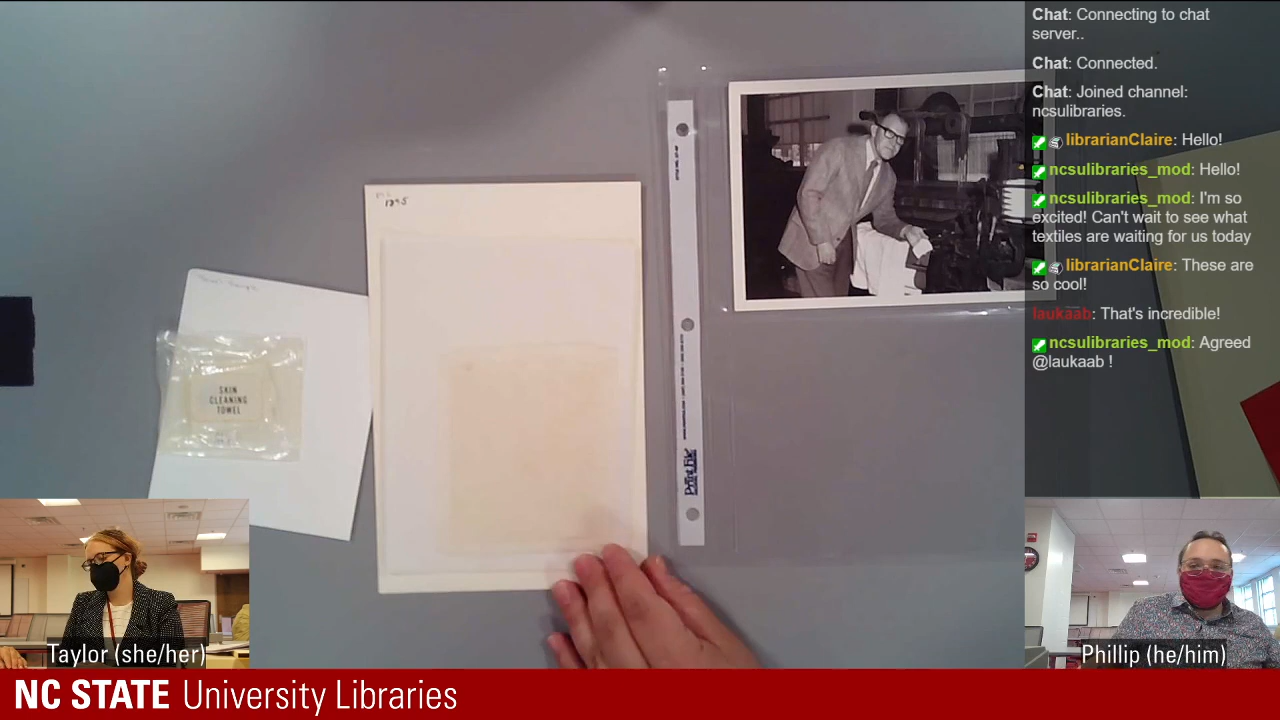 Chat: Connecting to chat
server..
Chat: Connected.
Chat: Joined channel:
ncsulibraries.
librarianClaire: Hello!
ncsulibraries_mod: Hello!
ncsulibraries_mod: I'm so
excited! Can't wait to see what
textiles are waiting for us today
librarianClaire: These are
so cool!
laukaab: That's incredible!
ncsulibraries_mod: Agreed
@laukaab !
SKIN
CLEANING
TOWEL
Print File
Taylor (she/her)
Phillip (he/him)
NC STATE University Libraries